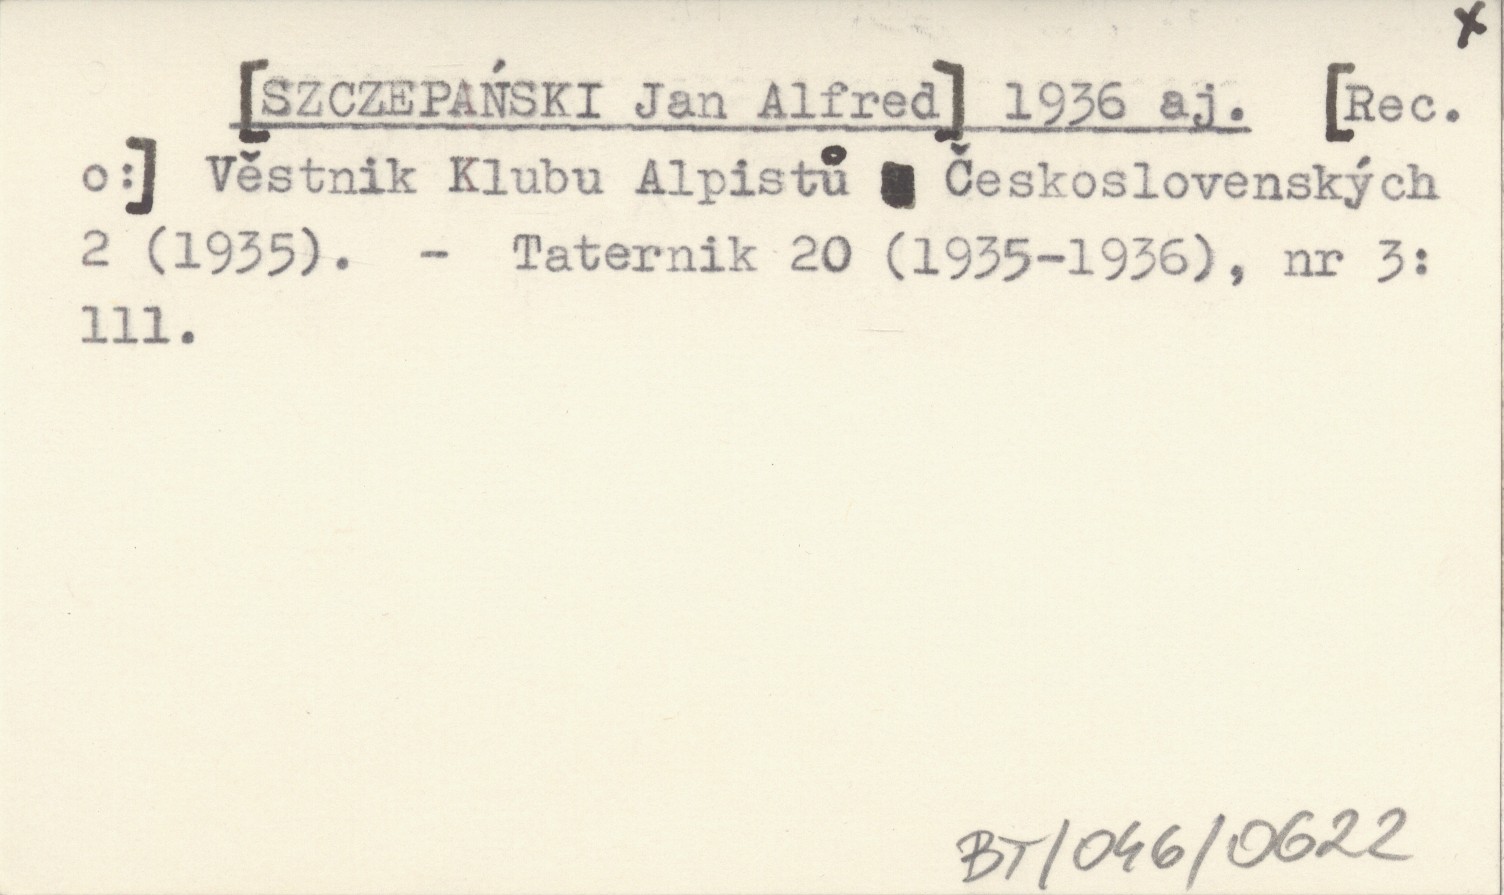 x
[SZCZEPAŃSKI Jan Alfred] 1936 aj. [Rec.
o:] Věstnik Klubu Alpistů Československých
2 (1935). - Taternik 20 (1935-1936), nr 3:
111.
BT/046/0622